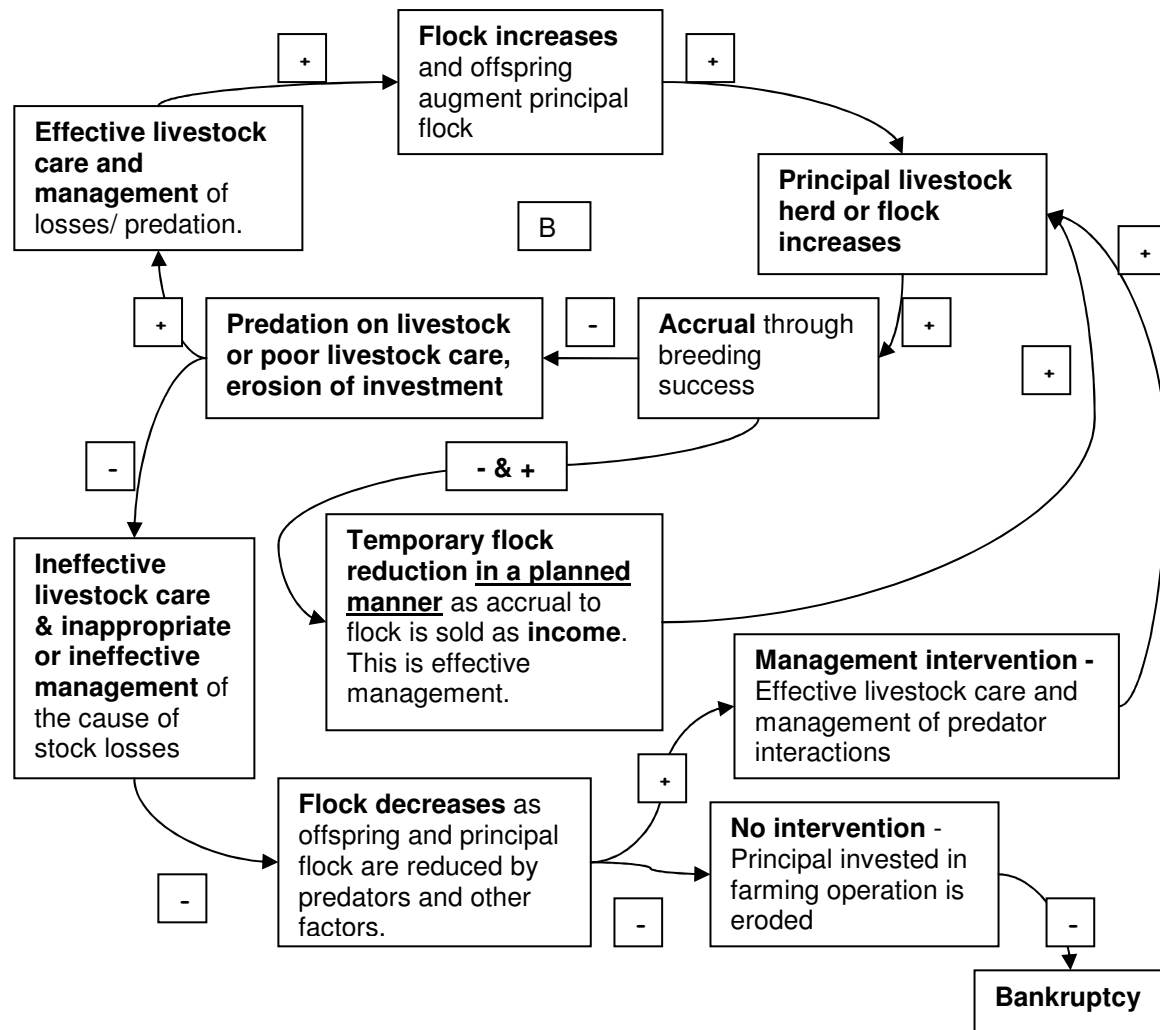 +
Flock increases
and offspring
augment principal
flock
+
Effective livestock
care and
management of
losses/ predation.
Principal livestock
herd or flock
increases
B
+
+
Predation on livestock
or poor livestock care,
erosion of investment
-
Accrual through
breeding
success
+
+
-
- & +
Ineffective
livestock care
& inappropriate
or ineffective
management of
the cause of
stock losses
Temporary flock
reduction in a planned
manner as accrual to
flock is sold as income.
This is effective
management.
Management intervention -
Effective livestock care and
management of predator
interactions
+
Flock decreases as
offspring and principal
flock are reduced by
predators and other
factors.
No intervention -
Principal invested in
farming operation is
eroded
-
-
-
Bankruptcy